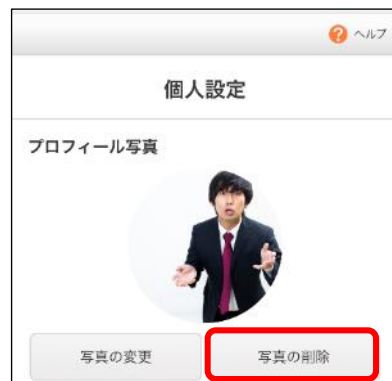 ヘルプ
個人設定
プロフィール写真
写真の変更 写真の削除